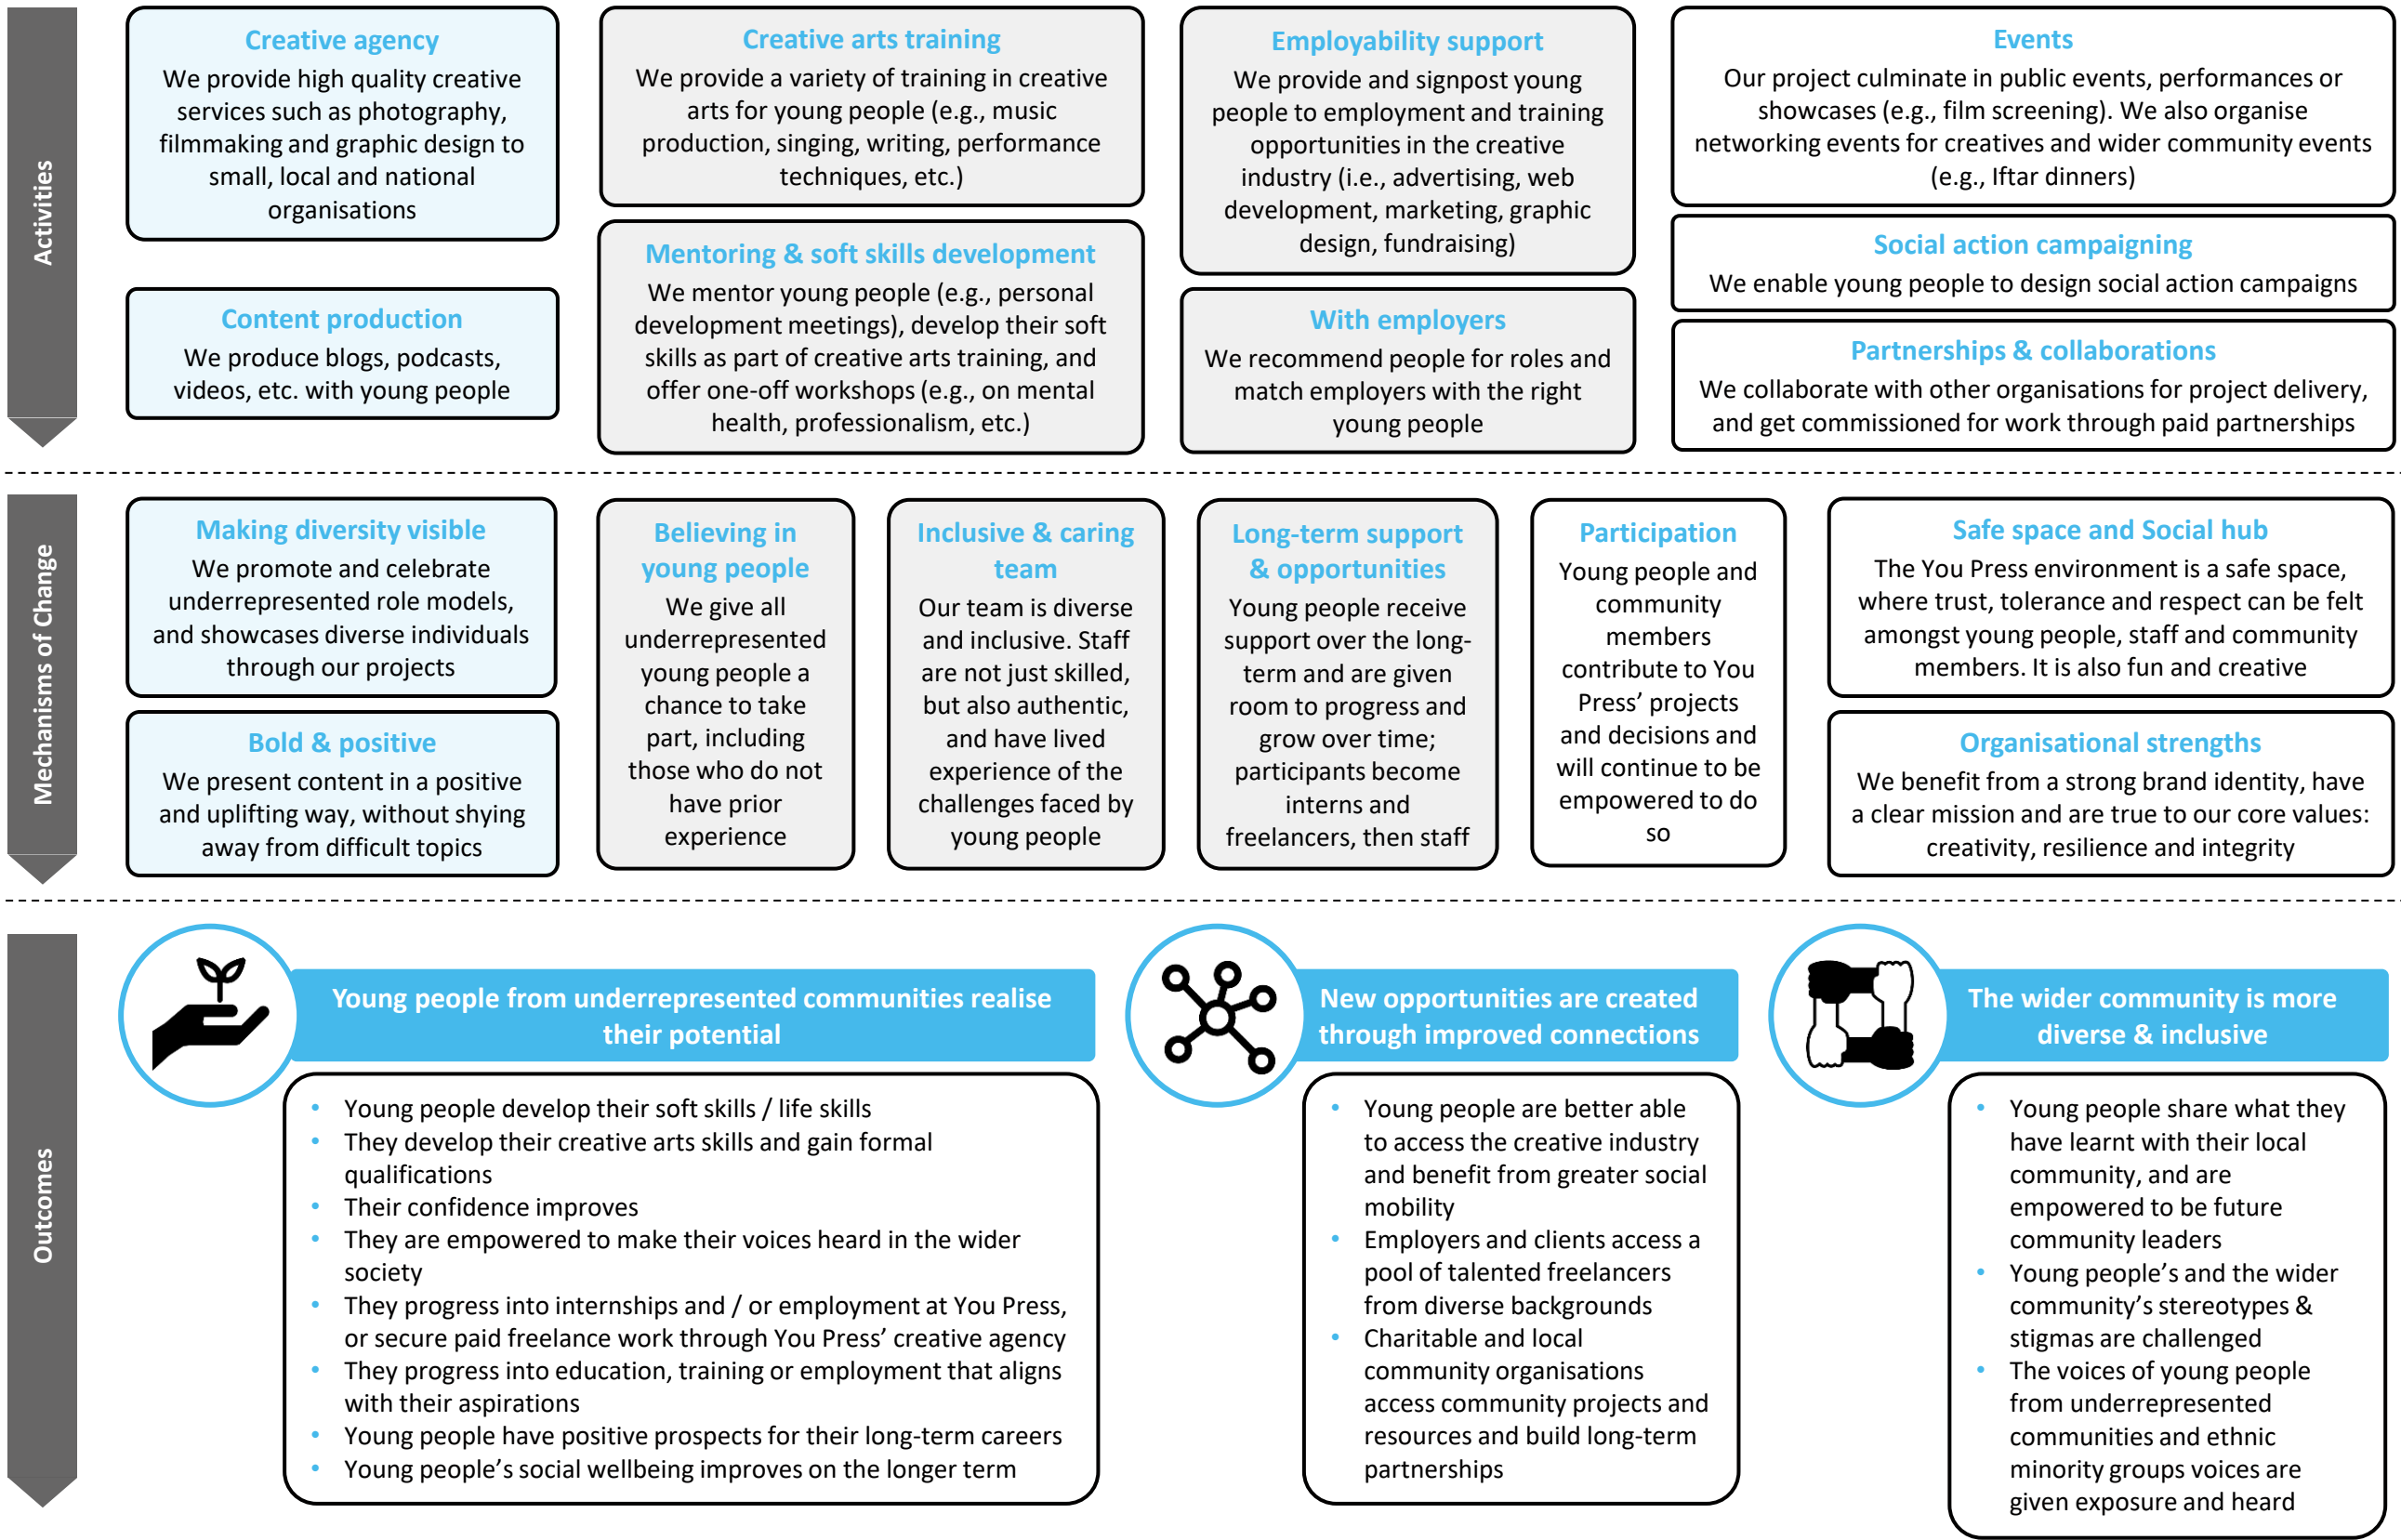 Activities
Creative agency
We provide high quality creative
services such as photography,
filmmaking and graphic design to
small, local and national
organisations
Content production
We produce blogs, podcasts,
videos, etc. with young people
Creative arts training
We provide a variety of training in creative
arts for young people (e.g., music
production, singing, writing, performance
techniques, etc.)
Mentoring & soft skills development
We mentor young people (e.g., personal
development meetings), develop their soft
skills as part of creative arts training, and
offer one-off workshops (e.g., on mental
health, professionalism, etc.)
Employability support
We provide and signpost young
people to employment and training
opportunities in the creative
industry (i.e., advertising, web
development, marketing, graphic
design, fundraising)
With employers
We recommend people for roles and
match employers with the right
young people
Events
Our project culminate in public events, performances or
showcases (e.g., film screening). We also organise
networking events for creatives and wider community events
(e.g., Iftar dinners)
Social action campaigning
We enable young people to design social action campaigns
Partnerships & collaborations
We collaborate with other organisations for project delivery,
and get commissioned for work through paid partnerships
Mechanisms of Change
Making diversity visible
We promote and celebrate
underrepresented role models,
and showcases diverse individuals
through our projects
Bold & positive
We present content in a positive
and uplifting way, without shying
away from difficult topics
Believing in
young people
We give all
underrepresented
young people a
chance to take
part, including
those who do not
have prior
experience
Inclusive & caring
team
Our team is diverse
and inclusive. Staff
are not just skilled,
but also authentic,
and have lived
experience of the
challenges faced by
young people
Long-term support
& opportunities
Young people receive
support over the long-
term and are given
room to progress and
grow over time;
participants become
interns and
freelancers, then staff
Participation
Young people and
community
members
contribute to You
Press’ projects
and decisions and
will continue to be
empowered to do
so
Safe space and Social hub
The You Press environment is a safe space,
where trust, tolerance and respect can be felt
amongst young people, staff and community
members. It is also fun and creative
Organisational strengths
We benefit from a strong brand identity, have
a clear mission and are true to our core values:
creativity, resilience and integrity
Outcomes
Young people from underrepresented communities realise
their potential
• Young people develop their soft skills / life skills
• They develop their creative arts skills and gain formal
qualifications
• Their confidence improves
• They are empowered to make their voices heard in the wider
society
• They progress into internships and / or employment at You Press,
or secure paid freelance work through You Press’ creative agency
• They progress into education, training or employment that aligns
with their aspirations
• Young people have positive prospects for their long-term careers
• Young people’s social wellbeing improves on the longer term
New opportunities are created
through improved connections
• Young people are better able
to access the creative industry
and benefit from greater social
mobility
• Employers and clients access a
pool of talented freelancers
from diverse backgrounds
• Charitable and local
community organisations
access community projects and
resources and build long-term
partnerships
The wider community is more
diverse & inclusive
• Young people share what they
have learnt with their local
community, and are
empowered to be future
community leaders
• Young people’s and the wider
community’s stereotypes &
stigmas are challenged
• The voices of young people
from underrepresented
communities and ethnic
minority groups voices are
given exposure and heard